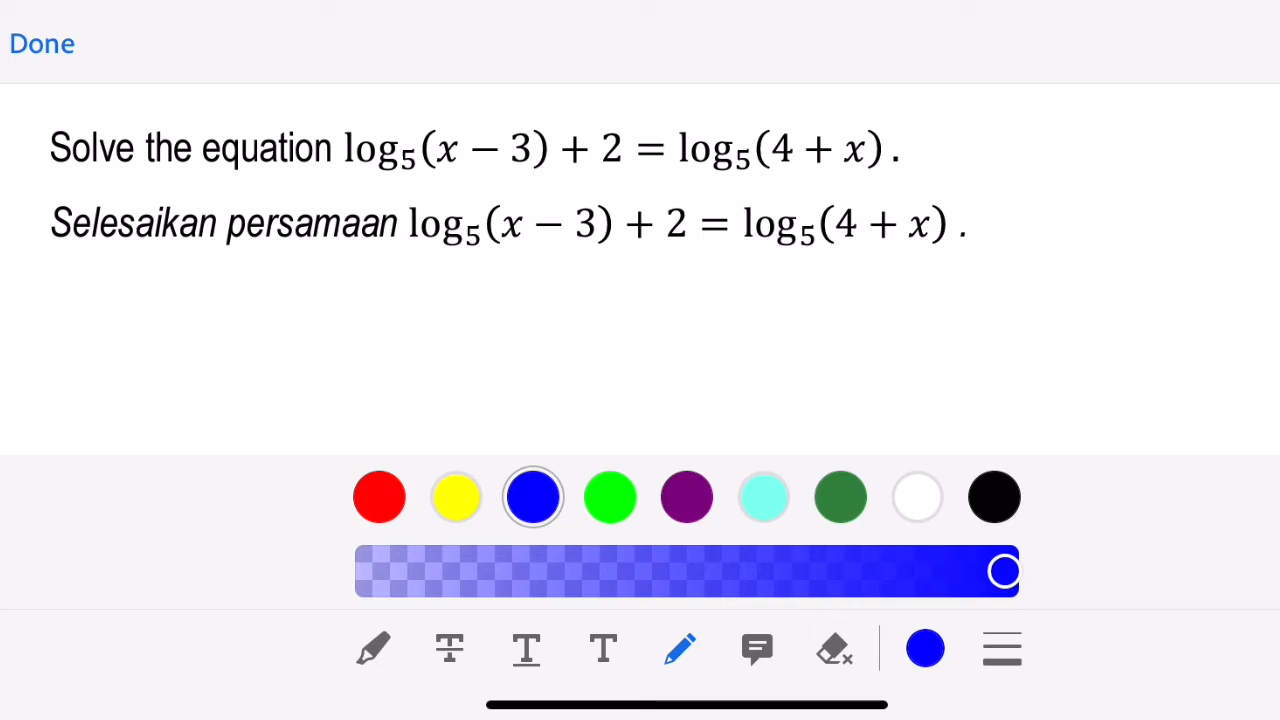 Done
Solve the equation log₅(x − 3) + 2 = log₅(4 + x) .
Selesaikan persamaan log₅(x − 3) + 2 = log₅(4 + x) .
T T T